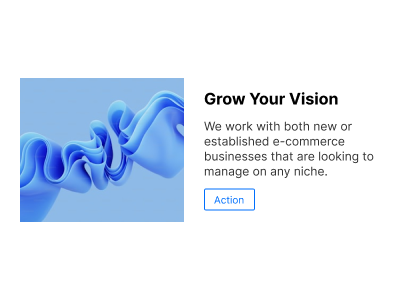 Grow Your Vision
We work with both new or
established e-commerce
businesses that are looking to
manage on any niche.
Action